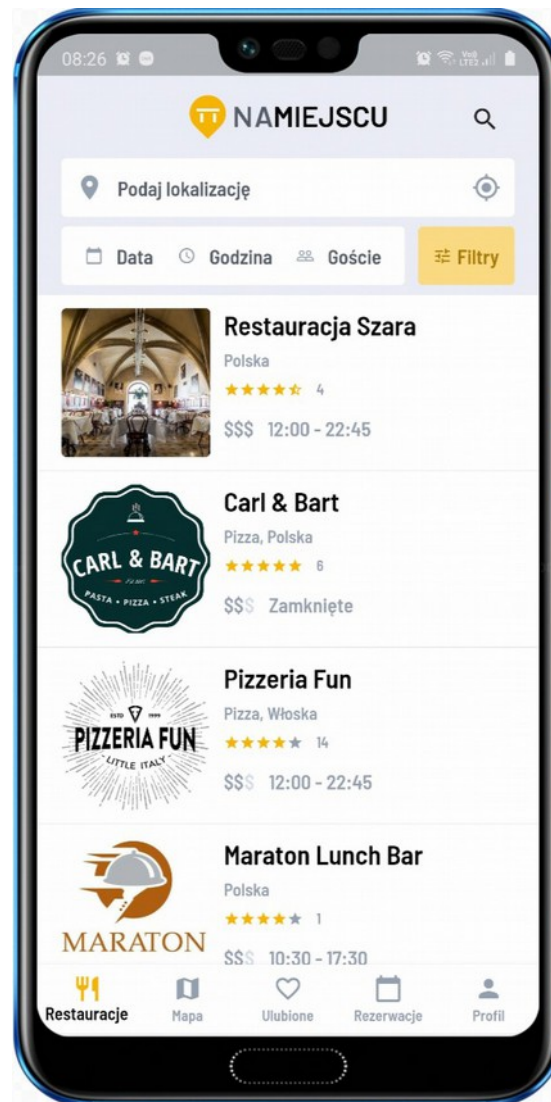 08:26
VoD
LTE2
NAMIEJSCU
Podaj lokalizację
Data Godzina Goście Filtry
Restauracja Szara
Polska
4
$$$ 12:00 - 22:45
CARL & BART
PASTA • PIZZA • STEAK
Carl & Bart
Pizza, Polska
6
$$$ Zamknięte
ESTD 1999
PIZZERIA FUN
LITTLE ITALY
Pizzeria Fun
Pizza, Włoska
14
$$$ 12:00 - 22:45
MARATON
Maraton Lunch Bar
Polska
1
$$$ 10:30 - 17:30
Restauracje Mapa Ulubione Rezerwacje Profil